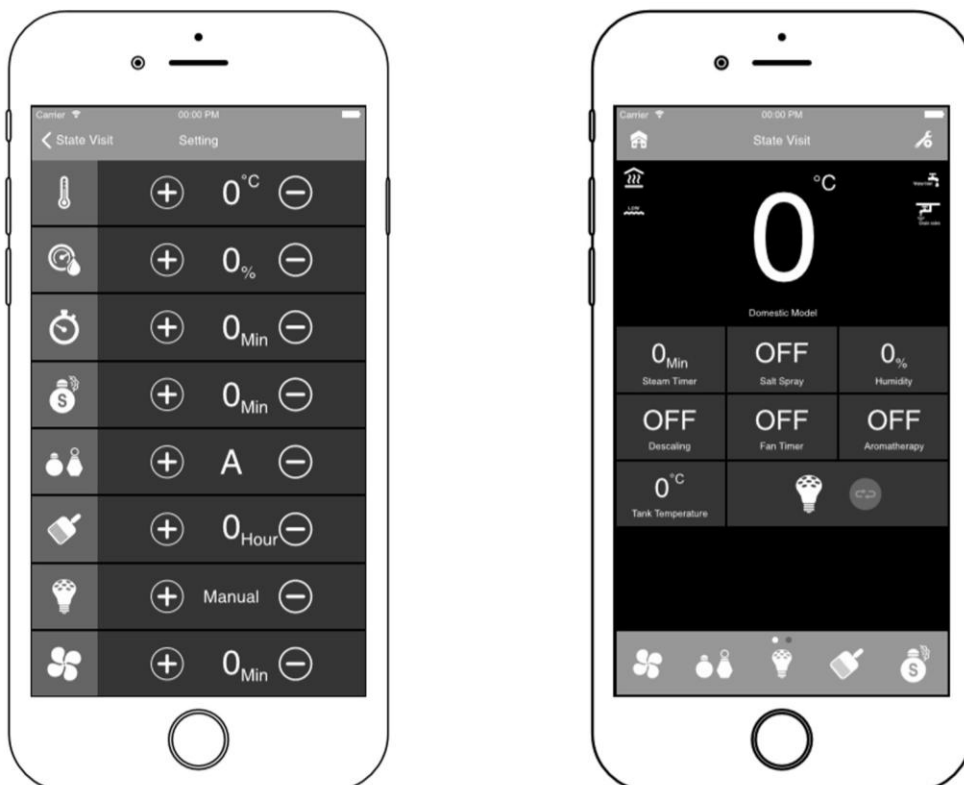 Carrier 00:00 PM
State Visit Setting
0°C
0%
0Min
S 0Min
A
0Hour
Manual
0Min
Carrier 00:00 PM
State Visit
0°C
LOW
Domestic Model
0Min OFF 0%
Steam Timer Salt Spray Humidity
OFF OFF OFF
Descaling Fan Timer Aromatherapy
0°C
Tank Temperature
S